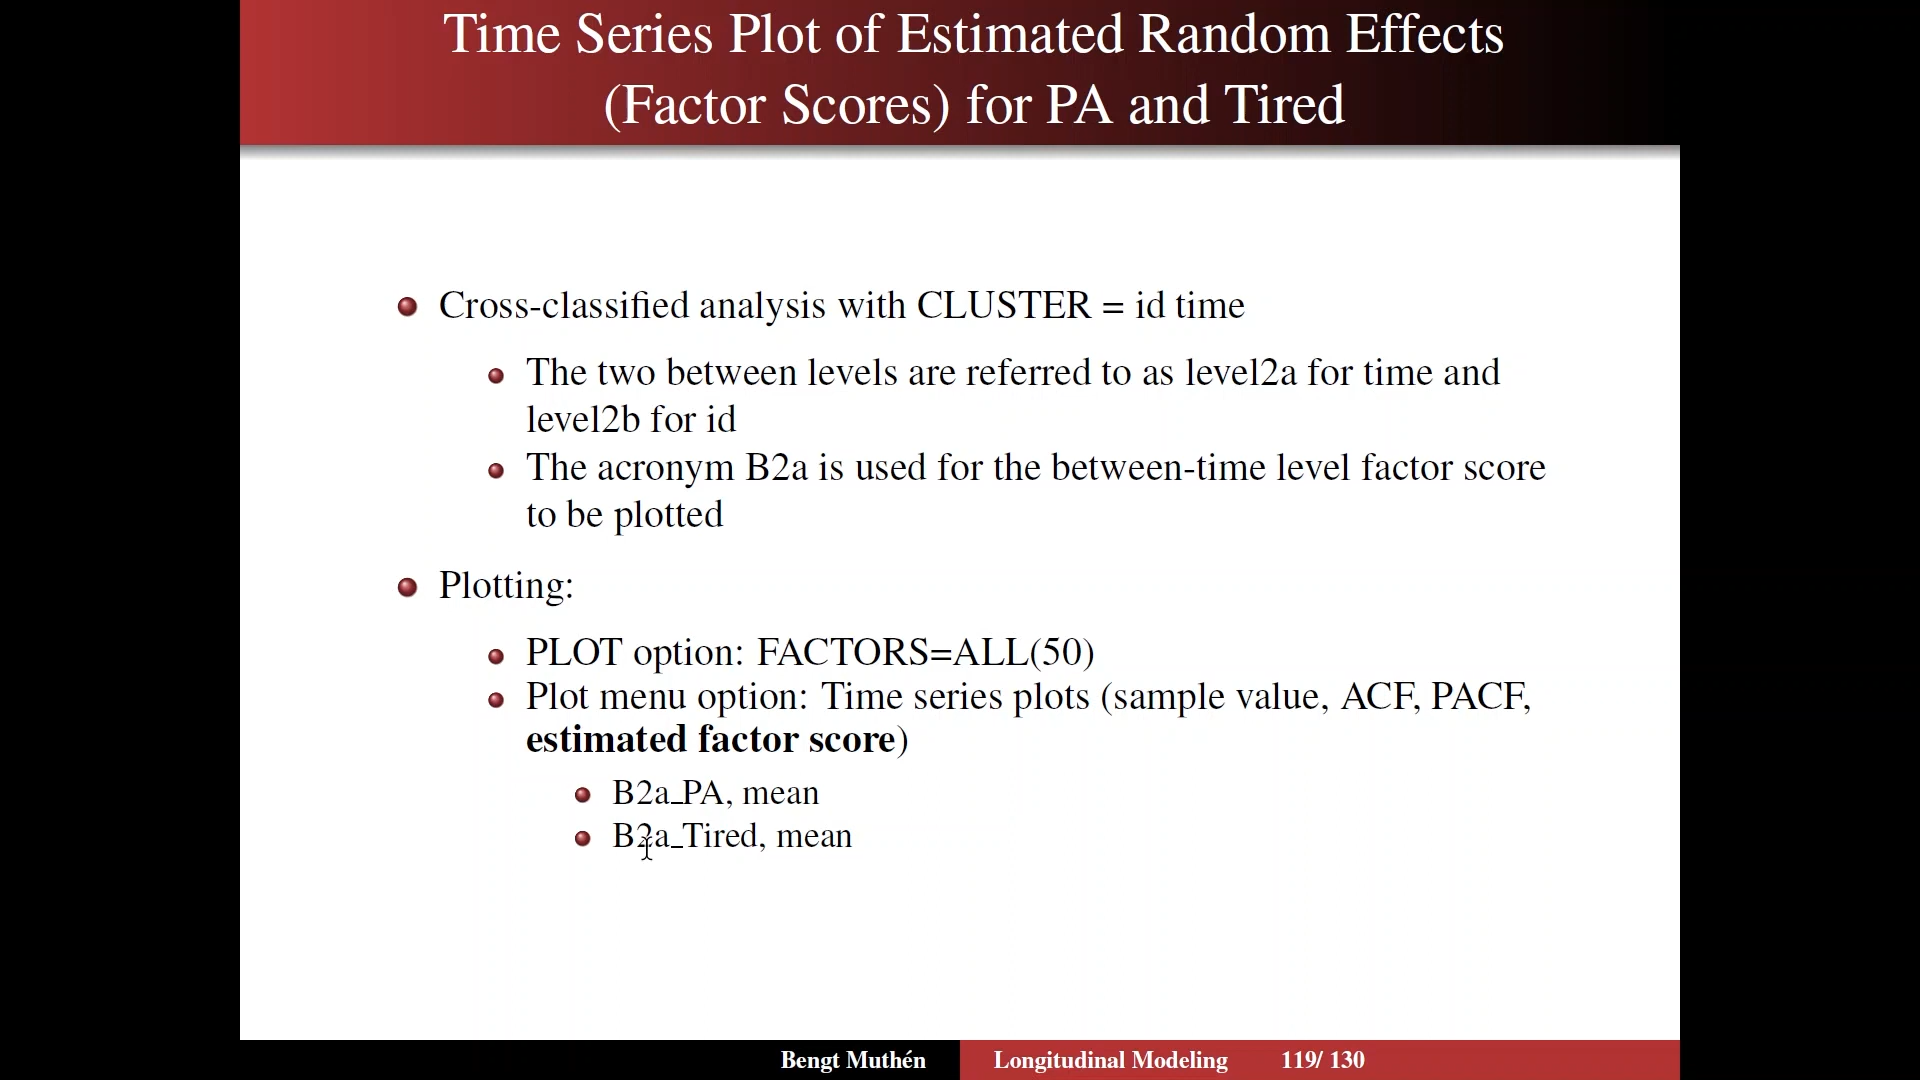 Time Series Plot of Estimated Random Effects
(Factor Scores) for PA and Tired
Cross-classified analysis with CLUSTER = id time
The two between levels are referred to as level2a for time and
level2b for id
The acronym B2a is used for the between-time level factor score
to be plotted
Plotting:
PLOT option: FACTORS=ALL(50)
Plot menu option: Time series plots (sample value, ACF, PACF,
estimated factor score)
B2a_PA, mean
B2a_Tired, mean
Bengt Muthén Longitudinal Modeling 119/ 130